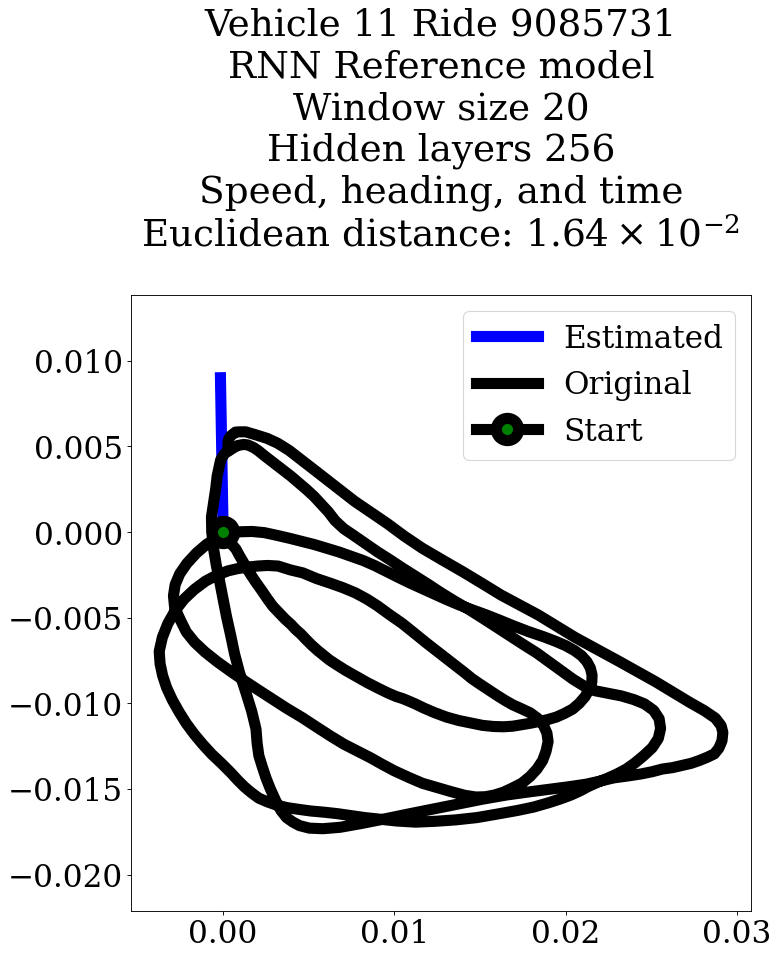 Vehicle 11 Ride 9085731
RNN Reference model
Window size 20
Hidden layers 256
Speed, heading, and time
Euclidean distance: 1.64 × 10⁻²
Estimated
Original
Start
0.010
0.005
0.000
−0.005
−0.010
−0.015
−0.020
0.00 0.01 0.02 0.03